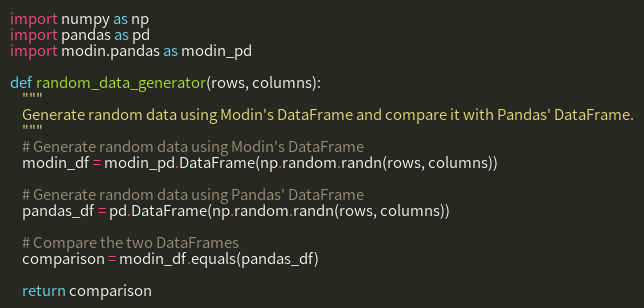 import numpy as np
import pandas as pd
import modin.pandas as modin_pd

def random_data_generator(rows, columns):
    """
    Generate random data using Modin's DataFrame and compare it with Pandas' DataFrame.
    """
    # Generate random data using Modin's DataFrame
    modin_df = modin_pd.DataFrame(np.random.randn(rows, columns))

    # Generate random data using Pandas' DataFrame
    pandas_df = pd.DataFrame(np.random.randn(rows, columns))

    # Compare the two DataFrames
    comparison = modin_df.equals(pandas_df)

    return comparison